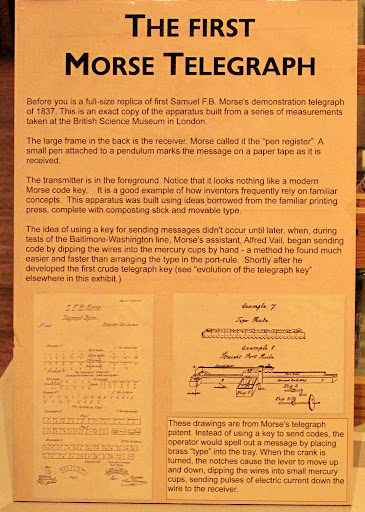 THE FIRST
MORSE TELEGRAPH
Before you is a full-size replica of first Samuel F.B. Morse's demonstration telegraph
of 1837. This is an exact copy of the apparatus built from a series of measurements
taken at the British Science Museum in London.
The large frame in the back is the receiver. Morse called it the "pen register" A
small pen attached to a pendulum marks the message on a paper tape as it is
received.
The transmitter is in the foreground. Notice that it looks nothing like a modern
Morse code key. It is a good example of how inventors frequently rely on familiar
concepts. This apparatus was built using ideas borrowed from the familiar printing
press, complete with composting stick and movable type.
The idea of using a key for sending messages didn't occur until later, when, during
tests of the Baltimore-Washington line, Morse's assistant, Alfred Vail, began sending
code by dipping the wires into the mercury cups by hand - a method he found much
easier and faster than arranging the type in the port-rule. Shortly after he
developed the first crude telegraph key (see "evolution of the telegraph key"
elsewhere in this exhibit.)
Example 7.
Type Rule
Example 8.
Straight Port Rule
These drawings are from Morse's telegraph
patent. Instead of using a key to send codes, the
operator would spell out a message by placing
brass "type" into the tray. When the crank is
turned, the notches cause the lever to move up
and down, dipping the wires into small mercury
cups, sending pulses of electric current down the
wire to the receiver.